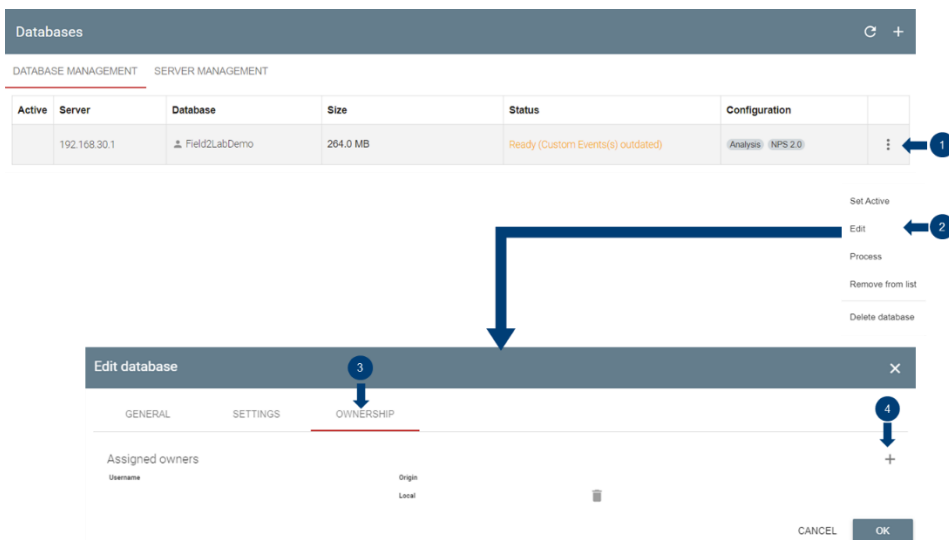 Databases
DATABASE MANAGEMENT SERVER MANAGEMENT
Active Server Database Size Status Configuration
192.168.30.1 Field2LabDemo 264.0 MB Ready (Custom Events(s) outdated) Analysis NPS 2.0
1
Set Active
Edit
2
Process
Remove from list
Delete database
Edit database
3
GENERAL SETTINGS OWNERSHIP
4
Assigned owners
Username Origin
Local
CANCEL OK